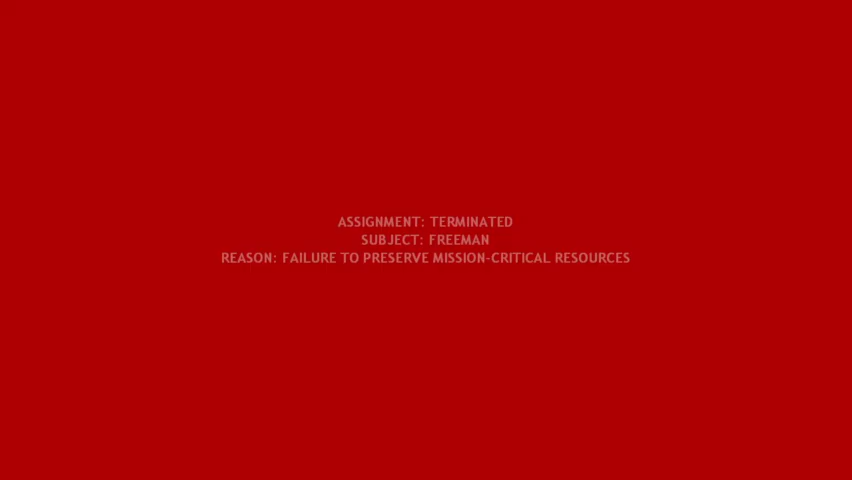 ASSIGNMENT: TERMINATED
SUBJECT: FREEMAN
REASON: FAILURE TO PRESERVE MISSION-CRITICAL RESOURCES